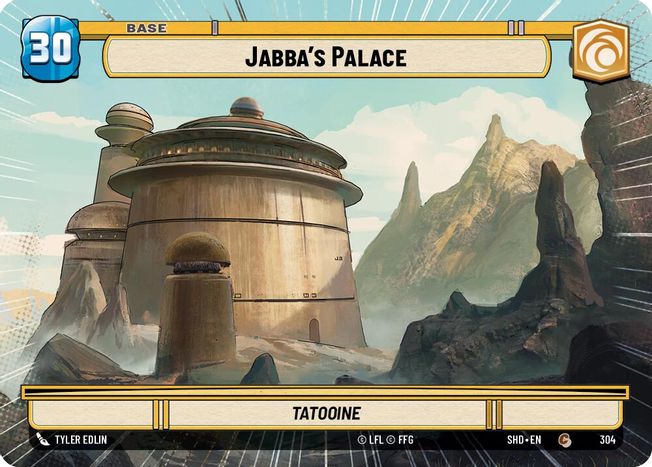 30
BASE
JABBA'S PALACE
TATOOINE
TYLER EDLIN
© LFL © FFG
SHD • EN
C
304